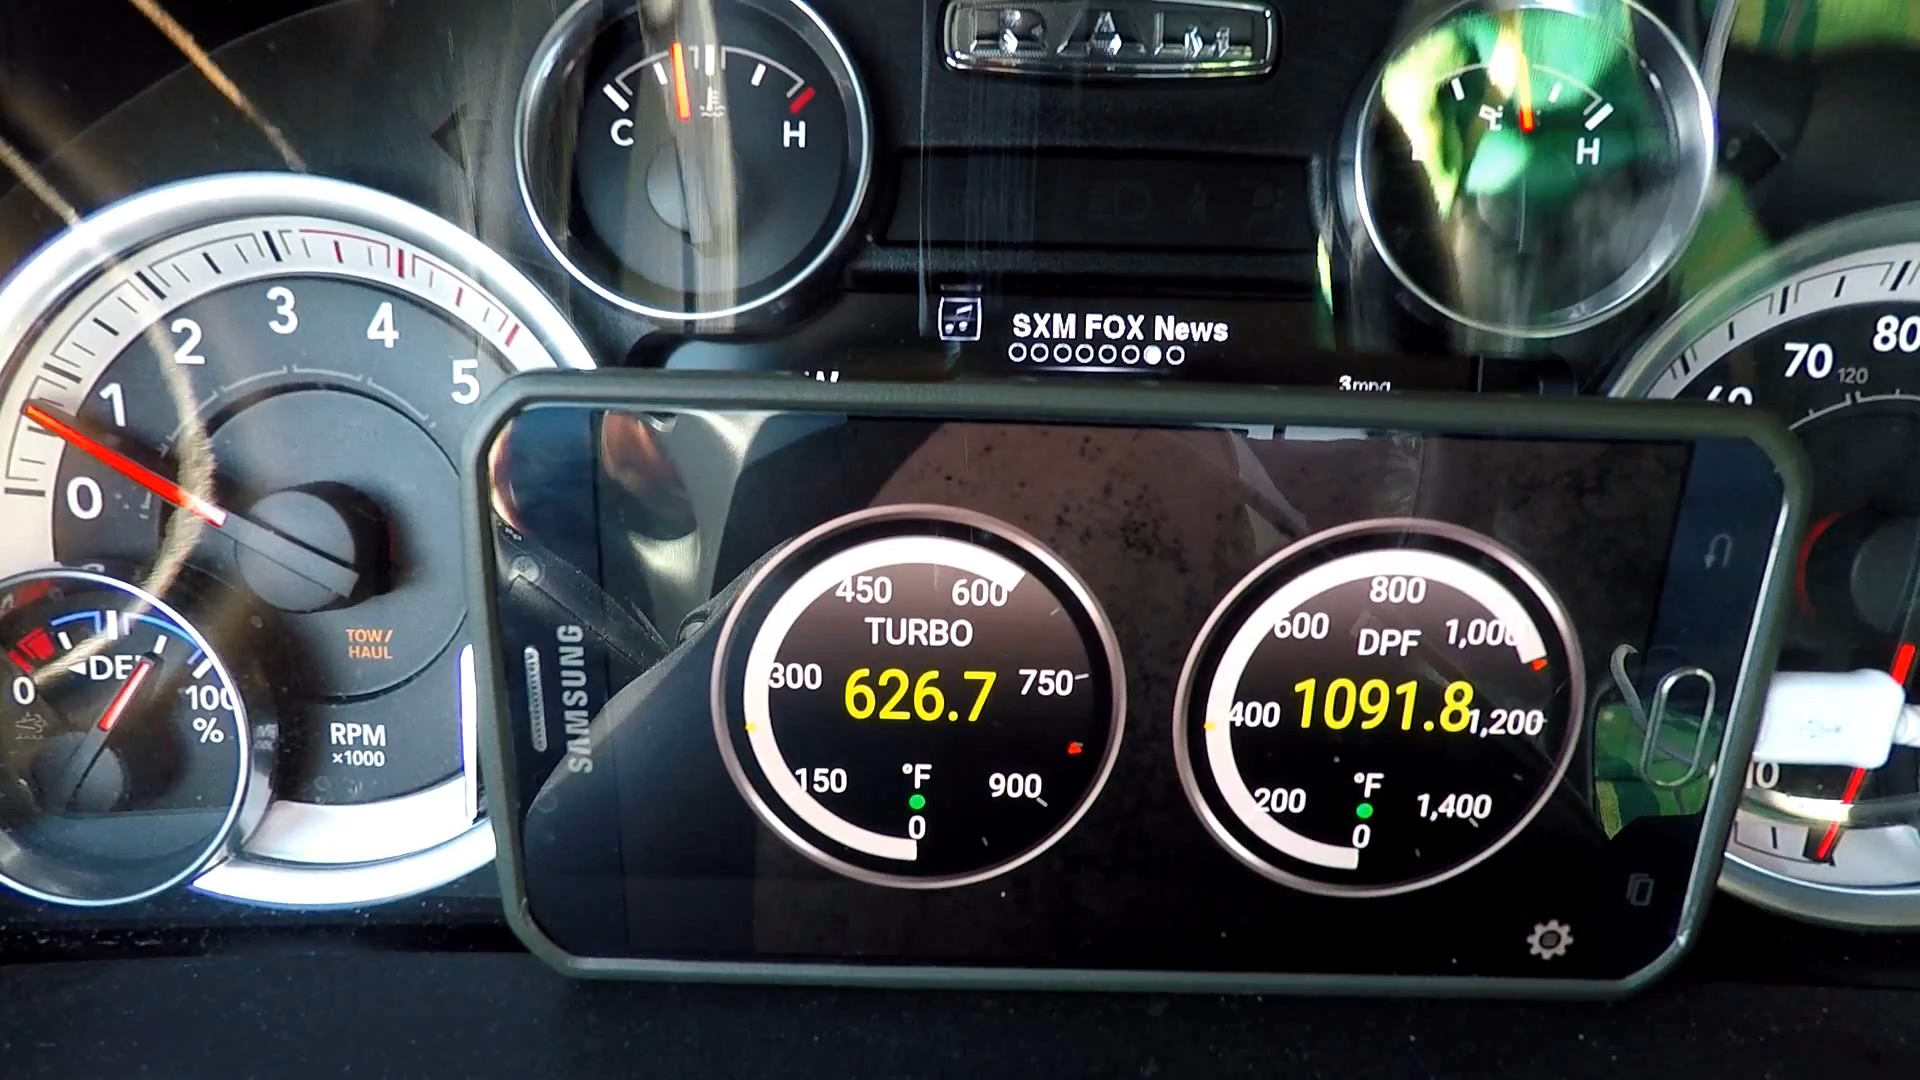 RAM
C
H
H
SXM FOX News
3mpg
0
1
2
3
4
5
TOW/
HAUL
RPM
×1000
0
100
%
70
80
120
10
SAMSUNG
450
600
TURBO
300
626.7
750
150
°F
900
0
800
600
DPF
1,000
400
1091.8
1,200
200
°F
1,400
0